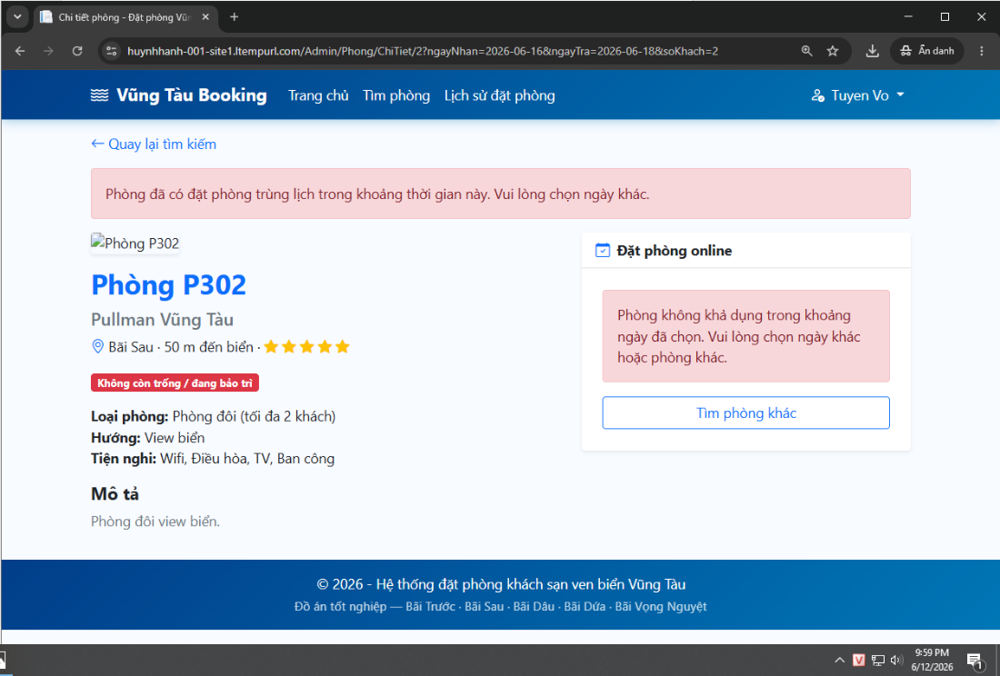 Chi tiết phòng - Đặt phòng Vũn
huynhhanh-001-site1.ltempurl.com/Admin/Phong/ChiTiet/2?ngayNhan=2026-06-16&ngayTra=2026-06-18&soKhach=2
Ẩn danh
Vũng Tàu Booking Trang chủ Tìm phòng Lịch sử đặt phòng Tuyen Vo
← Quay lại tìm kiếm
Phòng đã có đặt phòng trùng lịch trong khoảng thời gian này. Vui lòng chọn ngày khác.
Phòng P302
Phòng P302
Pullman Vũng Tàu
Bãi Sau · 50 m đến biển ·
Không còn trống / đang bảo trì
Loại phòng: Phòng đôi (tối đa 2 khách)
Hướng: View biển
Tiện nghi: Wifi, Điều hòa, TV, Ban công
Mô tả
Phòng đôi view biển.
Đặt phòng online
Phòng không khả dụng trong khoảng
ngày đã chọn. Vui lòng chọn ngày khác
hoặc phòng khác.
Tìm phòng khác
© 2026 - Hệ thống đặt phòng khách sạn ven biển Vũng Tàu
Đồ án tốt nghiệp — Bãi Trước · Bãi Sau · Bãi Dâu · Bãi Dứa · Bãi Vọng Nguyệt
V
9:59 PM
6/12/2026
1